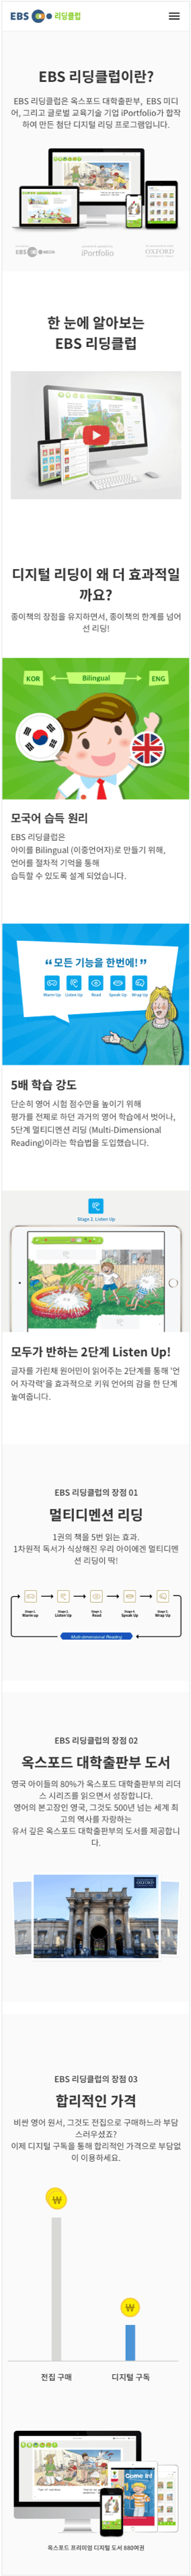 EBS 리딩클럽
EBS 리딩클럽이란?
EBS 리딩클럽은 옥스포드 대학출판부, EBS 미디
어, 그리고 글로벌 교육기술 기업 iPortfolio가 합작
하여 만든 첨단 디지털 리딩 프로그램입니다.
EBS
iPortfolio
OXFORD
한 눈에 알아보는
EBS 리딩클럽
디지털 리딩이 왜 더 효과적일
까요?
종이책의 장점을 유지하면서, 종이책의 한계를 넘어
선 리딩!
KOR
Bilingual
ENG
모국어 습득 원리
EBS 리딩클럽은
아이를 Bilingual (이중언어자)로 만들기 위해,
언어를 절차적 기억을 통해
습득할 수 있도록 설계 되었습니다.
“모든 기능을 한번에!”
Warm Up Listen Up Read Speak Up Wrap Up
5배 학습 강도
단순히 영어 시험 점수만을 높이기 위해
평가를 전제로 하던 과거의 영어 학습에서 벗어나,
5단계 멀티디멘션 리딩 (Multi-Dimensional
Reading)이라는 학습법을 도입했습니다.
Stage 2. Listen Up
모두가 반하는 2단계 Listen Up!
글자를 가린채 원어민이 읽어주는 2단계를 통해 '언
어 자각력'을 효과적으로 키워 언어의 감을 한 단계
높여줍니다.
EBS 리딩클럽의 장점 01
멀티디멘션 리딩
1권의 책을 5번 읽는 효과.
1차원적 독서가 식상해진 우리 아이에겐 멀티디멘
션 리딩이 딱!
Stage 1. Warm up
Stage 2. Listen Up
Stage 3. Read
Stage 4. Speak Up
Stage 5. Wrap Up
Multi-dimensional Reading
EBS 리딩클럽의 장점 02
옥스포드 대학출판부 도서
영국 아이들의 80%가 옥스포드 대학출판부의 리더
스 시리즈를 읽으면서 성장합니다.
영어의 본고장인 영국, 그것도 500년 넘는 세계 최
고의 역사를 자랑하는
유서 깊은 옥스포드 대학출판부의 도서를 제공합니
다.
OXFORD
EBS 리딩클럽의 장점 03
합리적인 가격
비싼 영어 원서, 그것도 전집으로 구매하느라 부담
스러우셨죠?
이제 디지털 구독을 통해 합리적인 가격으로 부담없
이 이용하세요.
₩
₩
전집 구매
디지털 구독
옥스포드 프리미엄 디지털 도서 880여권